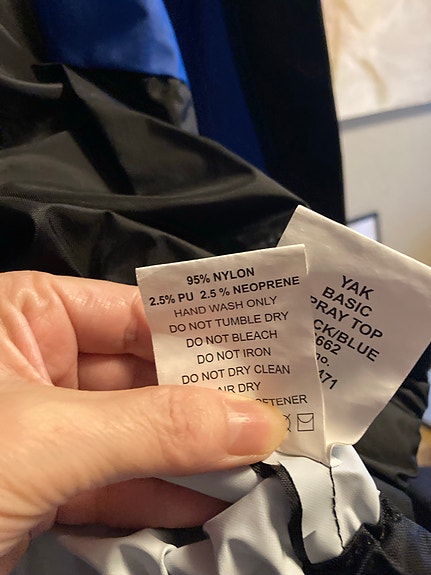 95% NYLON
2.5% PU 2.5 % NEOPRENE
HAND WASH ONLY
DO NOT TUMBLE DRY
DO NOT BLEACH
DO NOT IRON
DO NOT DRY CLEAN
AIR DRY
YAK
BASIC
PRAY TOP
CK/BLUE
662
no.